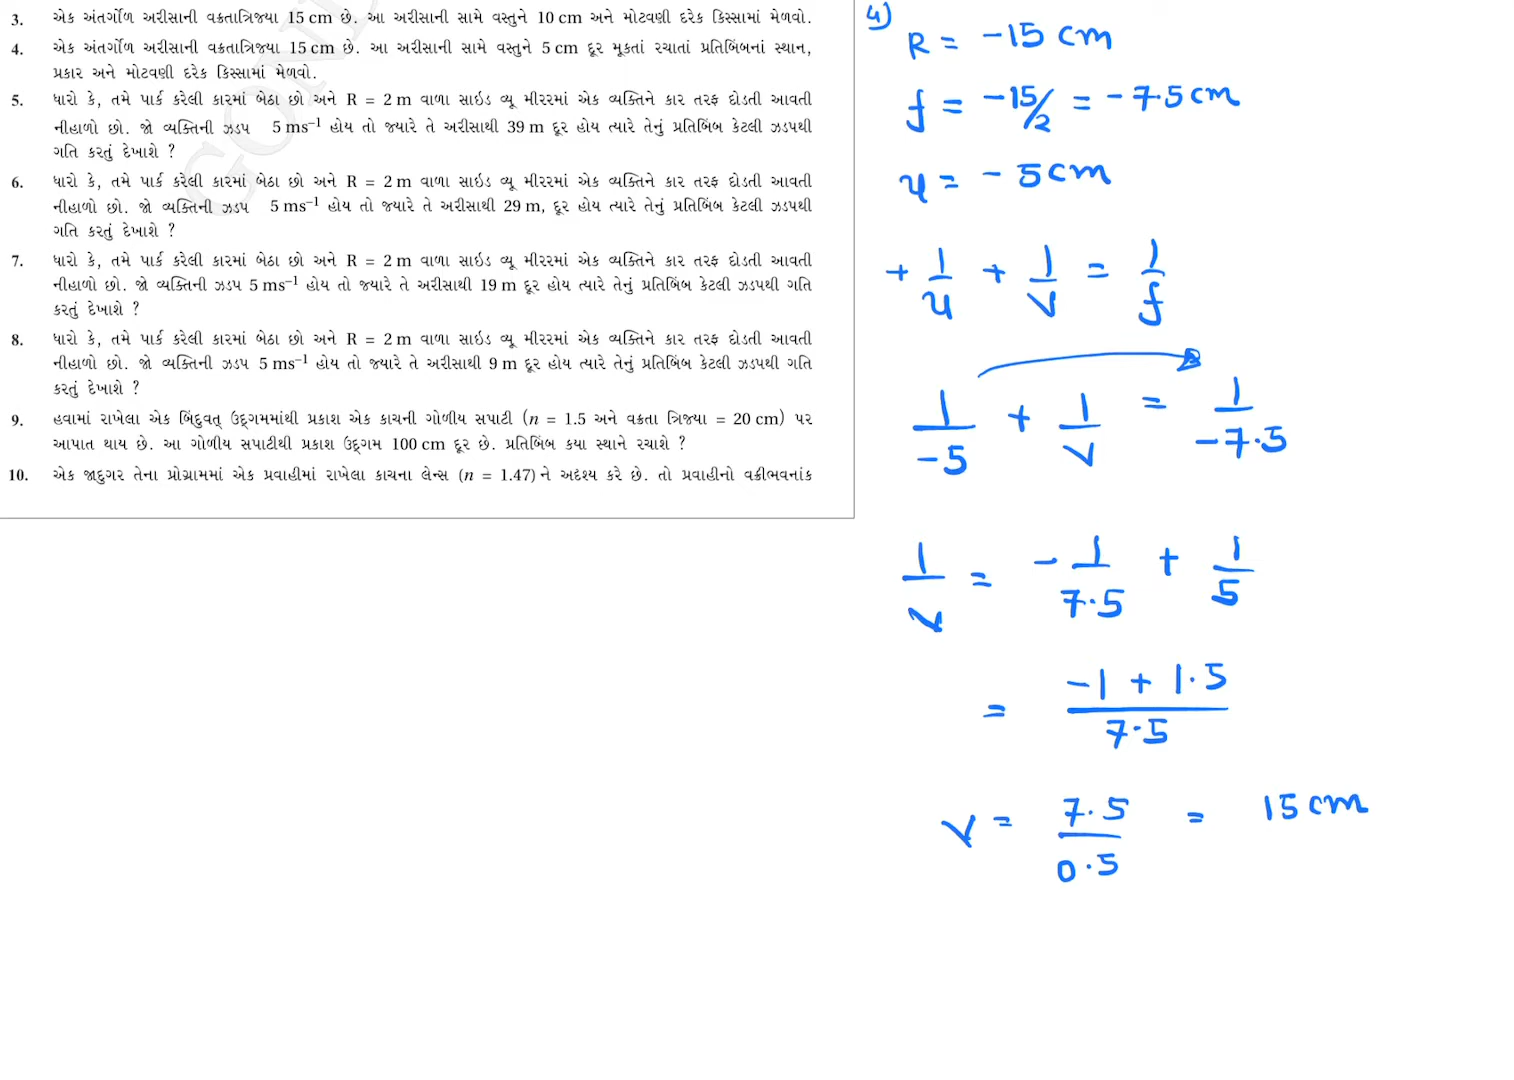 3. એક અંતર્ગોળ અરીસાની વક્રતાત્રિજ્યા 15 cm છે. આ અરીસાની સામે વસ્તુને 10 cm અને મોટવણી દરેક કિસ્સામાં મેળવો.
4. એક અંતર્ગોળ અરીસાની વક્રતાત્રિજ્યા 15 cm છે. આ અરીસાની સામે વસ્તુને 5 cm દૂર મૂકતાં રચાતાં પ્રતિબિંબનાં સ્થાન,
પ્રકાર અને મોટવણી દરેક કિસ્સામાં મેળવો.
5. ધારો કે, તમે પાર્ક કરેલી કારમાં બેઠા છો અને R = 2 m વાળા સાઇડ વ્યૂ મીરરમાં એક વ્યક્તિને કાર તરફ દોડતી આવતી
નીહાળો છો. જો વ્યક્તિની ઝડપ 5 ms⁻¹ હોય તો જ્યારે તે અરીસાથી 39 m દૂર હોય ત્યારે તેનું પ્રતિબિંબ કેટલી ઝડપથી
ગતિ કરતું દેખાશે ?
6. ધારો કે, તમે પાર્ક કરેલી કારમાં બેઠા છો અને R = 2 m વાળા સાઇડ વ્યૂ મીરરમાં એક વ્યક્તિને કાર તરફ દોડતી આવતી
નીહાળો છો. જો વ્યક્તિની ઝડપ 5 ms⁻¹ હોય તો જ્યારે તે અરીસાથી 29 m, દૂર હોય ત્યારે તેનું પ્રતિબિંબ કેટલી ઝડપથી
ગતિ કરતું દેખાશે ?
7. ધારો કે, તમે પાર્ક કરેલી કારમાં બેઠા છો અને R = 2 m વાળા સાઇડ વ્યૂ મીરરમાં એક વ્યક્તિને કાર તરફ દોડતી આવતી
નીહાળો છો. જો વ્યક્તિની ઝડપ 5 ms⁻¹ હોય તો જ્યારે તે અરીસાથી 19 m દૂર હોય ત્યારે તેનું પ્રતિબિંબ કેટલી ઝડપથી ગતિ
કરતું દેખાશે ?
8. ધારો કે, તમે પાર્ક કરેલી કારમાં બેઠા છો અને R = 2 m વાળા સાઇડ વ્યૂ મીરરમાં એક વ્યક્તિને કાર તરફ દોડતી આવતી
નીહાળો છો. જો વ્યક્તિની ઝડપ 5 ms⁻¹ હોય તો જ્યારે તે અરીસાથી 9 m દૂર હોય ત્યારે તેનું પ્રતિબિંબ કેટલી ઝડપથી ગતિ
કરતું દેખાશે ?
9. હવામાં રાખેલા એક બિંદુવત્ ઉદ્ગમમાંથી પ્રકાશ એક કાચની ગોળીય સપાટી (n = 1.5 અને વક્રતા ત્રિજ્યા = 20 cm) પર
આપાત થાય છે. આ ગોળીય સપાટીથી પ્રકાશ ઉદ્ગમ 100 cm દૂર છે. પ્રતિબિંબ કયા સ્થાને રચાશે ?
10. એક જાદુગર તેના પ્રોગ્રામમાં એક પ્રવાહીમાં રાખેલા કાચના લેન્સ (n = 1.47) ને અદૃશ્ય કરે છે. તો પ્રવાહીનો વક્રીભવનાંક
4)
R = -15 cm
f = -15/2 = -7.5 cm
u = -5 cm
+ 1/u + 1/v = 1/f
1/-5 + 1/v = 1/-7.5
1/v = - 1/7.5 + 1/5
= -1 + 1.5 / 7.5
v = 7.5/0.5 = 15 cm